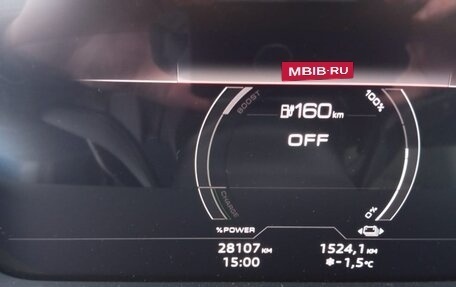 MBIB-RU
BOOST
160 km
100%
OFF
CHARGE
0%
%POWER
28107 KM
1524,1 KM
15:00
-1,5°C